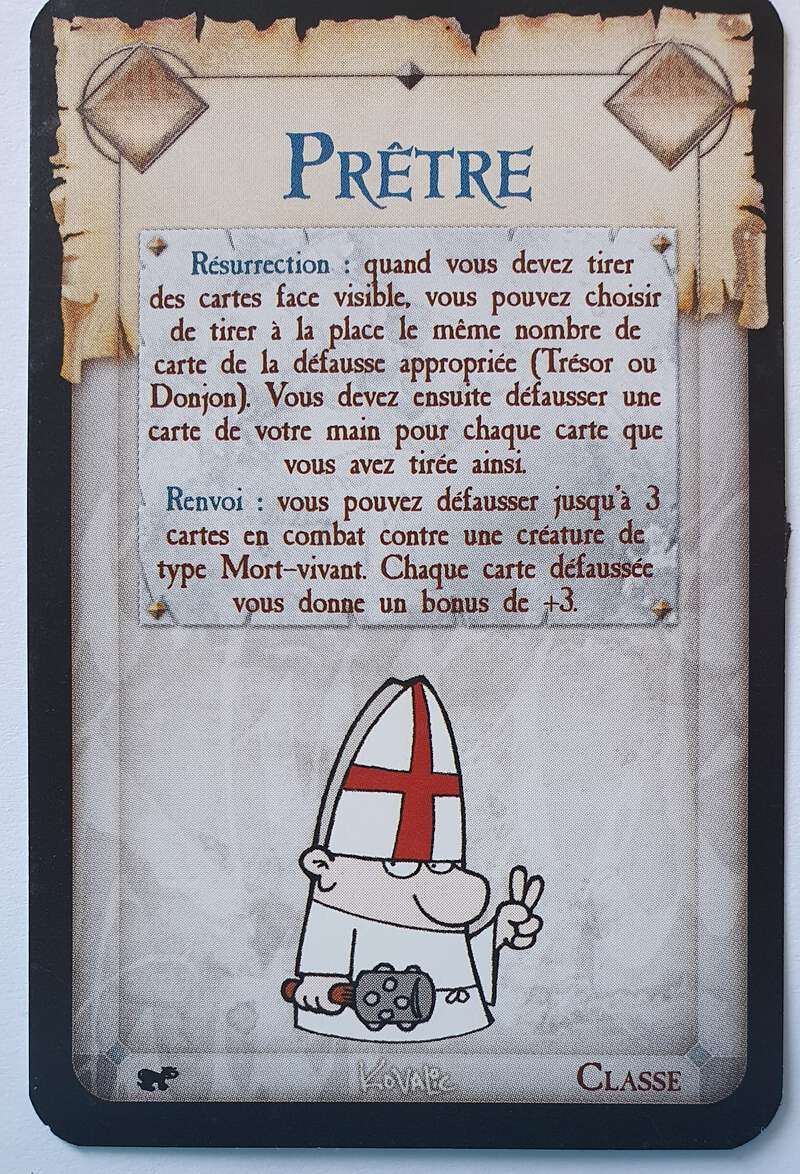 PRÊTRE
Résurrection : quand vous devez tirer
des cartes face visible, vous pouvez choisir
de tirer à la place le même nombre de
carte de la défausse appropriée (Trésor ou
Donjon). Vous devez ensuite défausser une
carte de votre main pour chaque carte que
vous avez tirée ainsi.
Renvoi : vous pouvez défausser jusqu'à 3
cartes en combat contre une créature de
type Mort-vivant. Chaque carte défaussée
vous donne un bonus de +3.
KOVALIC
CLASSE